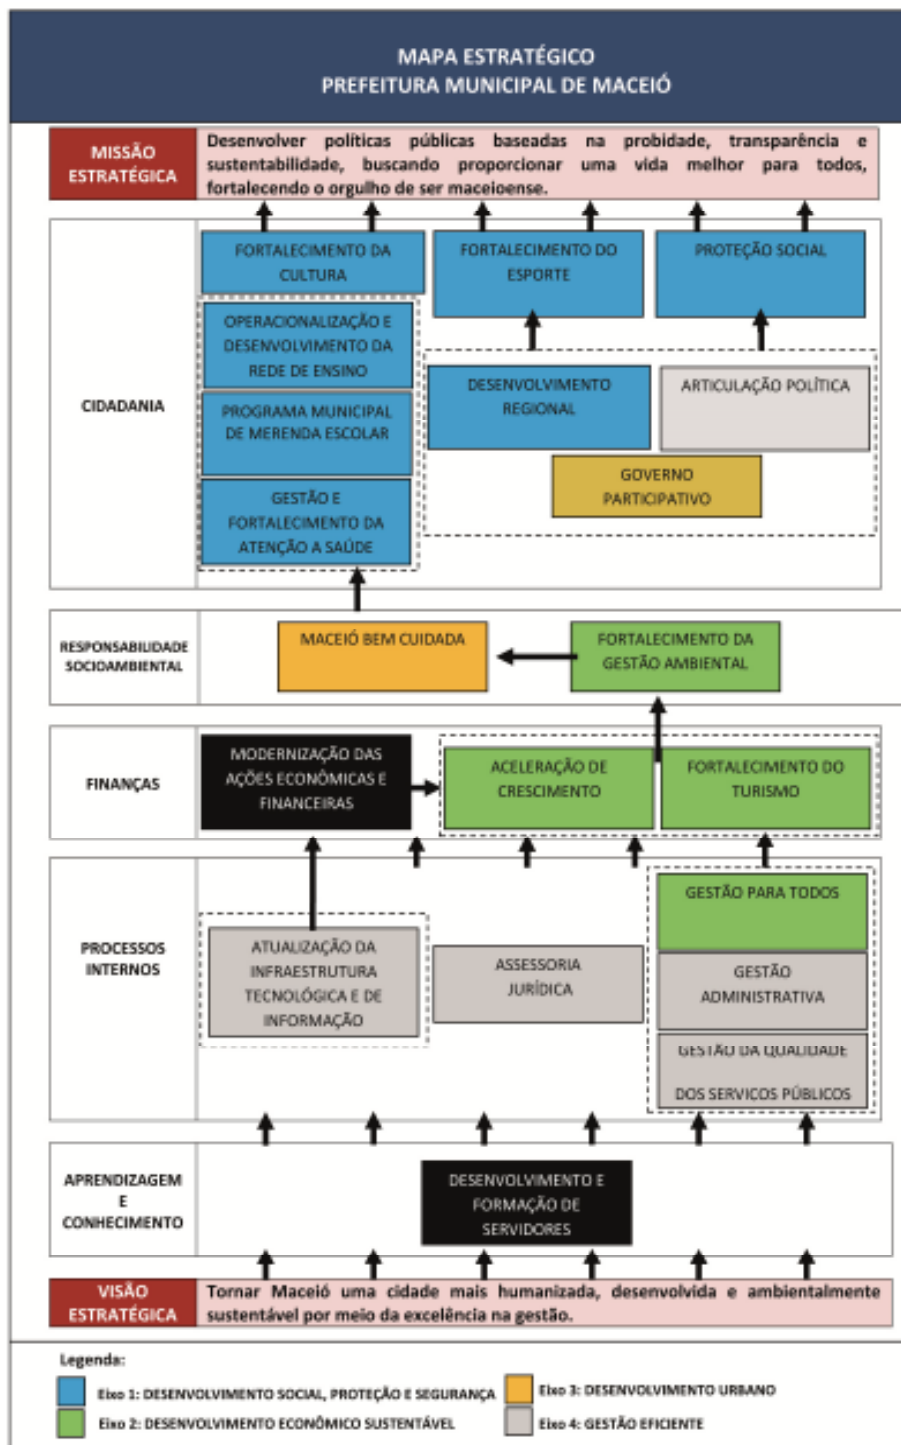 MAPA ESTRATÉGICO
PREFEITURA MUNICIPAL DE MACEIÓ
MISSÃO
ESTRATÉGICA
Desenvolver políticas públicas baseadas na probidade, transparência e
sustentabilidade, buscando proporcionar uma vida melhor para todos,
fortalecendo o orgulho de ser maceioense.
CIDADANIA
FORTALECIMENTO DA
CULTURA
FORTALECIMENTO DO
ESPORTE
PROTEÇÃO SOCIAL
OPERACIONALIZAÇÃO E
DESENVOLVIMENTO DA
REDE DE ENSINO
PROGRAMA MUNICIPAL
DE MERENDA ESCOLAR
GESTÃO E
FORTALECIMENTO DA
ATENÇÃO A SAÚDE
DESENVOLVIMENTO
REGIONAL
ARTICULAÇÃO POLÍTICA
GOVERNO
PARTICIPATIVO
RESPONSABILIDADE
SOCIOAMBIENTAL
MACEIÓ BEM CUIDADA
FORTALECIMENTO DA
GESTÃO AMBIENTAL
FINANÇAS
MODERNIZAÇÃO DAS
AÇÕES ECONÔMICAS E
FINANCEIRAS
ACELERAÇÃO DE
CRESCIMENTO
FORTALECIMENTO DO
TURISMO
PROCESSOS
INTERNOS
ATUALIZAÇÃO DA
INFRAESTRUTURA
TECNOLÓGICA E DE
INFORMAÇÃO
ASSESSORIA
JURÍDICA
GESTÃO PARA TODOS
GESTÃO
ADMINISTRATIVA
GESTÃO DA QUALIDADE
DOS SERVICOS PÚBLICOS
APRENDIZAGEM
E
CONHECIMENTO
DESENVOLVIMENTO E
FORMAÇÃO DE
SERVIDORES
VISÃO
ESTRATÉGICA
Tornar Maceió uma cidade mais humanizada, desenvolvida e ambientalmente
sustentável por meio da excelência na gestão.
Legenda:
Eixo 1: DESENVOLVIMENTO SOCIAL, PROTEÇÃO E SEGURANÇA
Eixo 2: DESENVOLVIMENTO ECONÔMICO SUSTENTÁVEL
Eixo 3: DESENVOLVIMENTO URBANO
Eixo 4: GESTÃO EFICIENTE